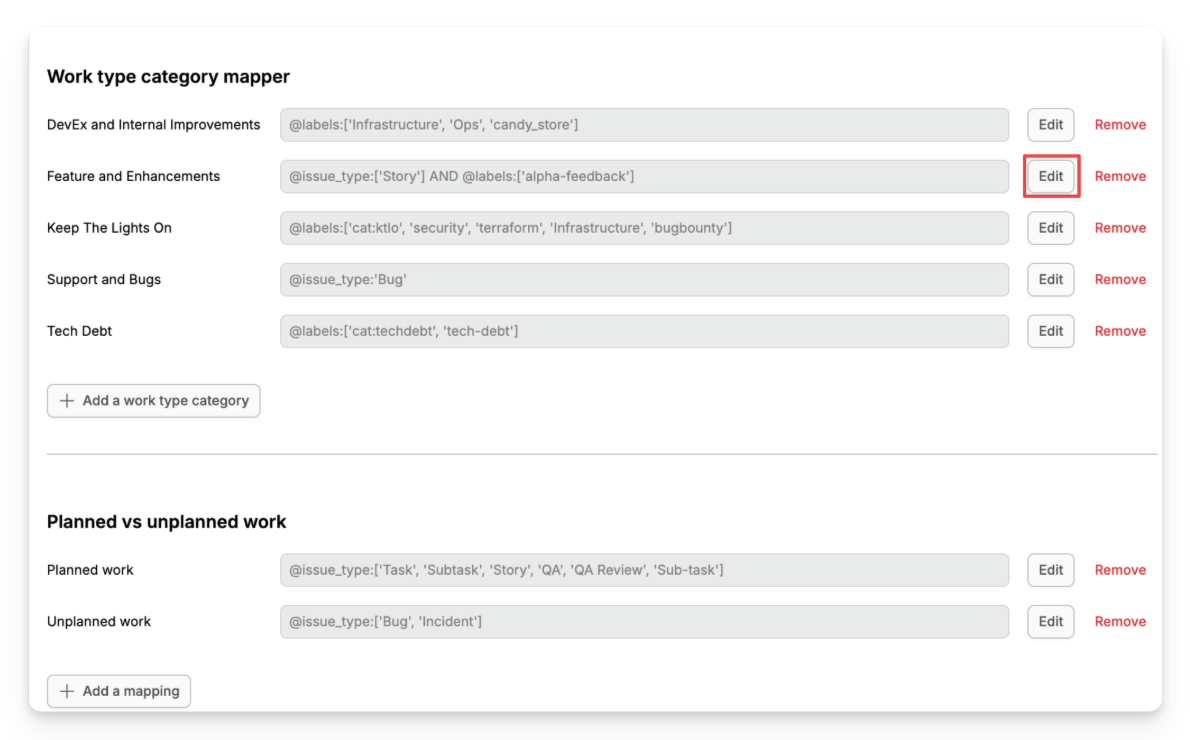 Work type category mapper
DevEx and Internal Improvements @labels:['Infrastructure', 'Ops', 'candy_store'] Edit Remove
Feature and Enhancements @issue_type:['Story'] AND @labels:['alpha-feedback'] Edit Remove
Keep The Lights On @labels:['cat:ktlo', 'security', 'terraform', 'Infrastructure', 'bugbounty'] Edit Remove
Support and Bugs @issue_type:'Bug' Edit Remove
Tech Debt @labels:['cat:techdebt', 'tech-debt'] Edit Remove
+ Add a work type category
Planned vs unplanned work
Planned work @issue_type:['Task', 'Subtask', 'Story', 'QA', 'QA Review', 'Sub-task'] Edit Remove
Unplanned work @issue_type:['Bug', 'Incident'] Edit Remove
+ Add a mapping